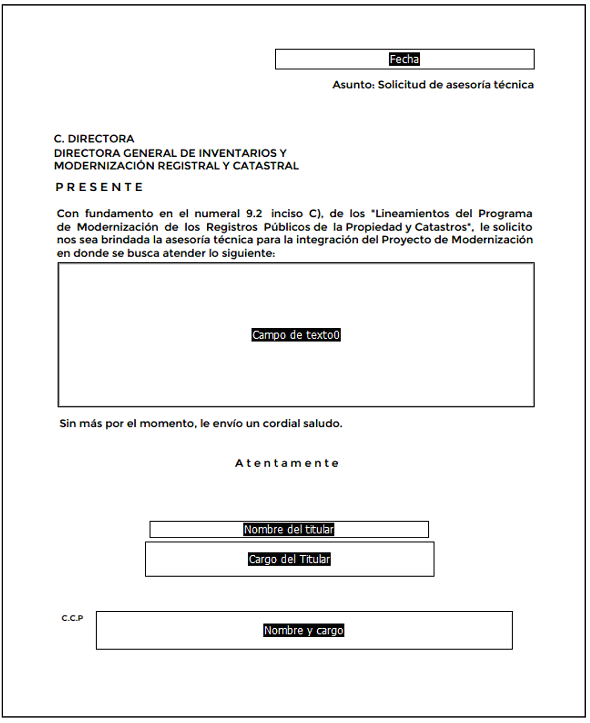 Fecha
Asunto: Solicitud de asesoría técnica
C. DIRECTORA
DIRECTORA GENERAL DE INVENTARIOS Y
MODERNIZACIÓN REGISTRAL Y CATASTRAL
P R E S E N T E
Con fundamento en el numeral 9.2 inciso C), de los "Lineamientos del Programa
de Modernización de los Registros Públicos de la Propiedad y Catastros", le solicito
nos sea brindada la asesoría técnica para la integración del Proyecto de Modernización
en donde se busca atender lo siguiente:
Campo de texto0
Sin más por el momento, le envío un cordial saludo.
A t e n t a m e n t e
Nombre del titular
Cargo del Titular
C.C.P
Nombre y cargo